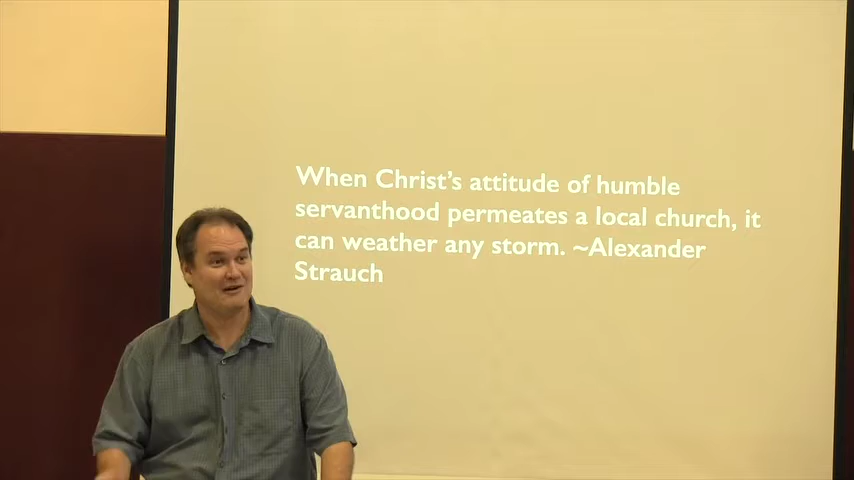 When Christ's attitude of humble
servanthood permeates a local church, it
can weather any storm. ~Alexander
Strauch